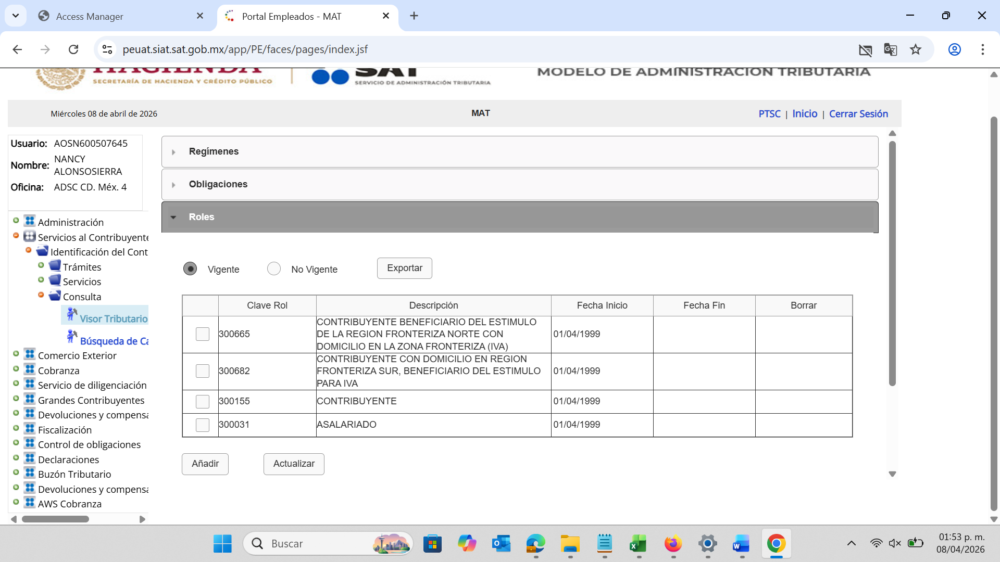 Access Manager
Portal Empleados - MAT
peuat.siat.sat.gob.mx/app/PE/faces/pages/index.jsf
HACIENDA
SECRETARÍA DE HACIENDA Y CRÉDITO PÚBLICO
SAT
SERVICIO DE ADMINISTRACIÓN TRIBUTARIA
MODELO DE ADMINISTRACIÓN TRIBUTARIA
Miércoles 08 de abril de 2026
MAT
PTSC | Inicio | Cerrar Sesión
Usuario: AOSN600507645
Nombre: NANCY ALONSOSIERRA
Oficina: ADSC CD. Méx. 4
Administración
Servicios al Contribuyente
Identificación del Cont
Trámites
Servicios
Consulta
Visor Tributario
Búsqueda de Ca
Comercio Exterior
Cobranza
Servicio de diligenciación
Grandes Contribuyentes
Devoluciones y compensa
Fiscalización
Control de obligaciones
Declaraciones
Buzón Tributario
Devoluciones y compensa
AWS Cobranza
Regímenes
Obligaciones
Roles
Vigente No Vigente Exportar
Clave Rol Descripción Fecha Inicio Fecha Fin Borrar
300665 CONTRIBUYENTE BENEFICIARIO DEL ESTIMULO DE LA REGION FRONTERIZA NORTE CON DOMICILIO EN LA ZONA FRONTERIZA (IVA) 01/04/1999
300682 CONTRIBUYENTE CON DOMICILIO EN REGION FRONTERIZA SUR, BENEFICIARIO DEL ESTIMULO PARA IVA 01/04/1999
300155 CONTRIBUYENTE 01/04/1999
300031 ASALARIADO 01/04/1999
Añadir Actualizar
Buscar
01:53 p. m.
08/04/2026